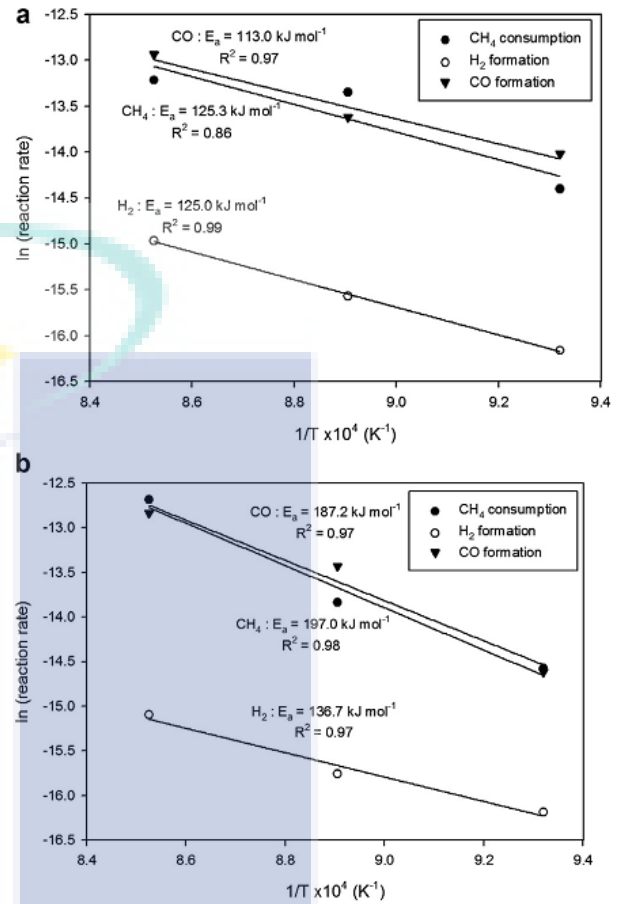 a
-12.5
-13.0
-13.5
-14.0
-14.5
-15.0
-15.5
-16.0
-16.5
ln (reaction rate)
CO : Eₐ = 113.0 kJ mol⁻¹
R² = 0.97
CH₄ : Eₐ = 125.3 kJ mol⁻¹
R² = 0.86
H₂ : Eₐ = 125.0 kJ mol⁻¹
R² = 0.99
CH₄ consumption
H₂ formation
CO formation
8.4 8.6 8.8 9.0 9.2 9.4
1/T x10⁴ (K⁻¹)
b
-12.5
-13.0
-13.5
-14.0
-14.5
-15.0
-15.5
-16.0
-16.5
ln (reaction rate)
CO : Eₐ = 187.2 kJ mol⁻¹
R² = 0.97
CH₄ : Eₐ = 197.0 kJ mol⁻¹
R² = 0.98
H₂ : Eₐ = 136.7 kJ mol⁻¹
R² = 0.97
CH₄ consumption
H₂ formation
CO formation
8.4 8.6 8.8 9.0 9.2 9.4
1/T x10⁴ (K⁻¹)